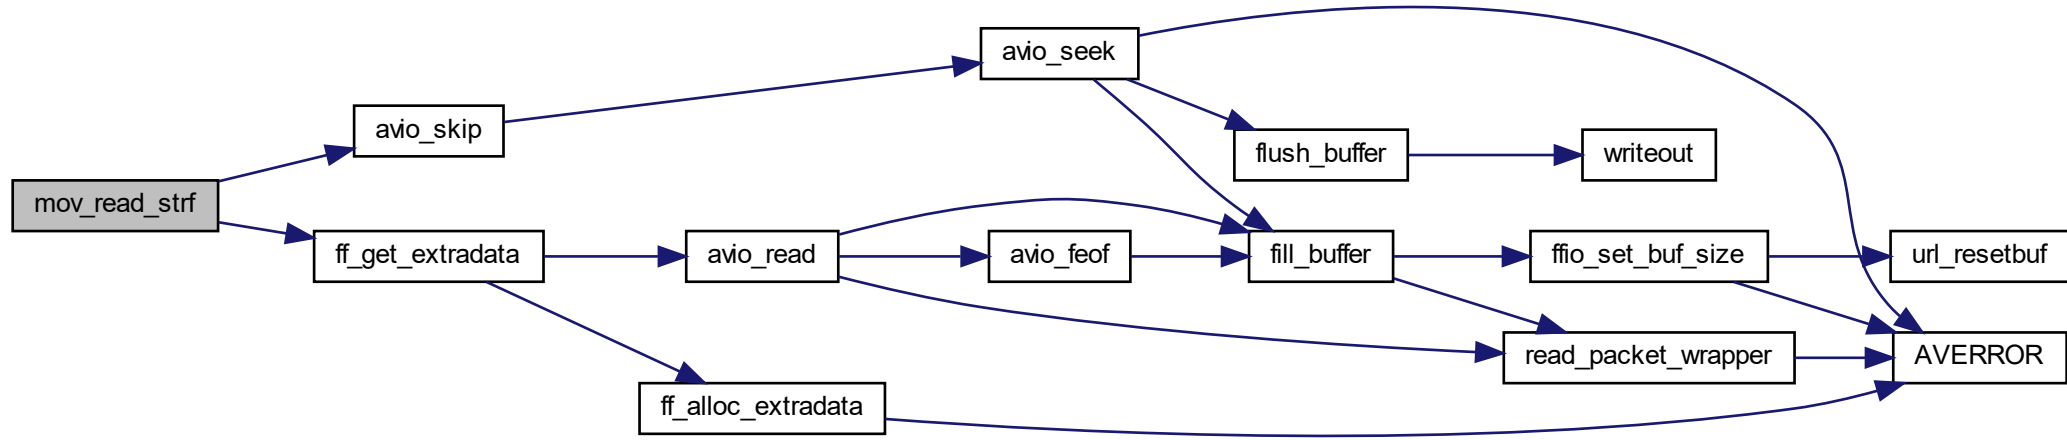 mov_read_strf
avio_skip
ff_get_extradata
avio_seek
avio_read
ff_alloc_extradata
avio_feof
flush_buffer
fill_buffer
writeout
ffio_set_buf_size
read_packet_wrapper
url_resetbuf
AVERROR